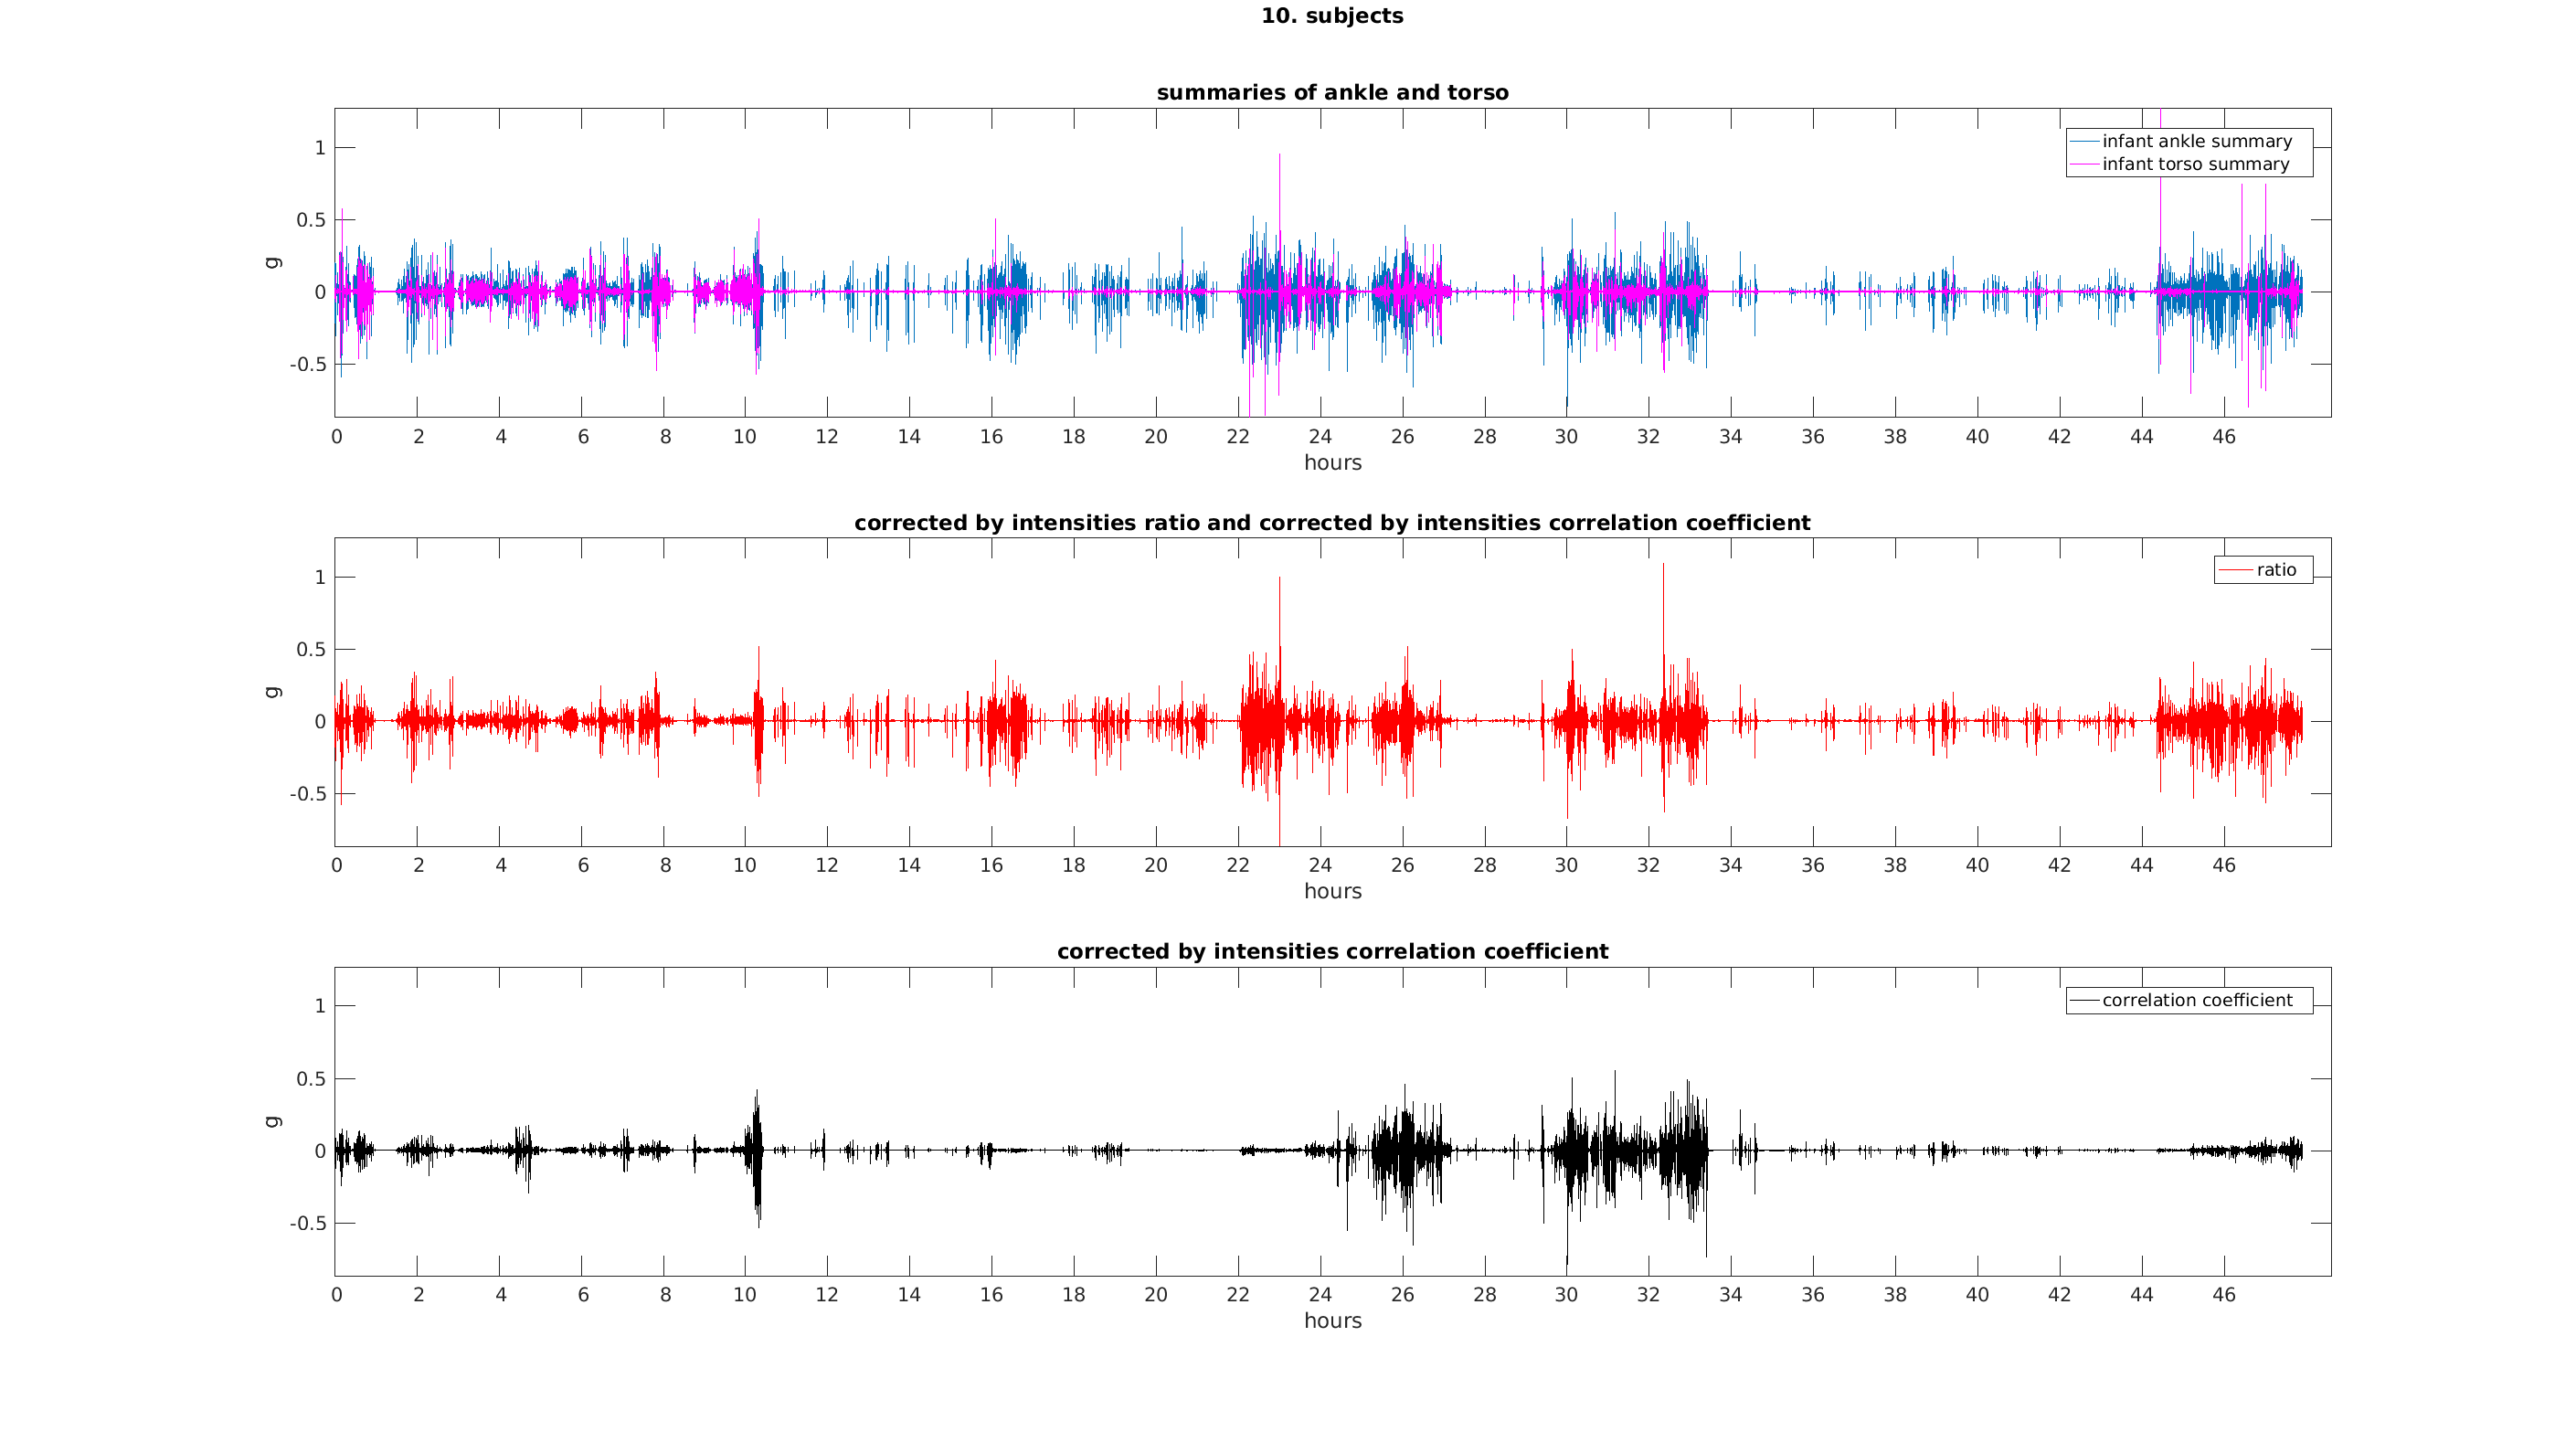 10. subjects
summaries of ankle and torso
infant ankle summary
infant torso summary
1
0.5
0
-0.5
g
0 2 4 6 8 10 12 14 16 18 20 22 24 26 28 30 32 34 36 38 40 42 44 46
hours
corrected by intensities ratio and corrected by intensities correlation coefficient
ratio
1
0.5
0
-0.5
g
0 2 4 6 8 10 12 14 16 18 20 22 24 26 28 30 32 34 36 38 40 42 44 46
hours
corrected by intensities correlation coefficient
correlation coefficient
1
0.5
0
-0.5
g
0 2 4 6 8 10 12 14 16 18 20 22 24 26 28 30 32 34 36 38 40 42 44 46
hours